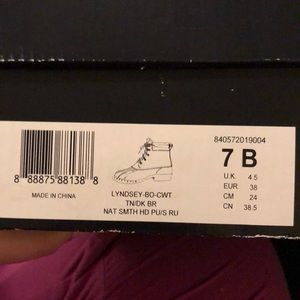 840572019004
7 B
8 88875 88138 8
MADE IN CHINA
LYNDSEY-BO-CWT
TN/DK BR
NAT SMTH HD PU/S RU
U.K. 4.5
EUR. 38
CM 24
CN 38.5